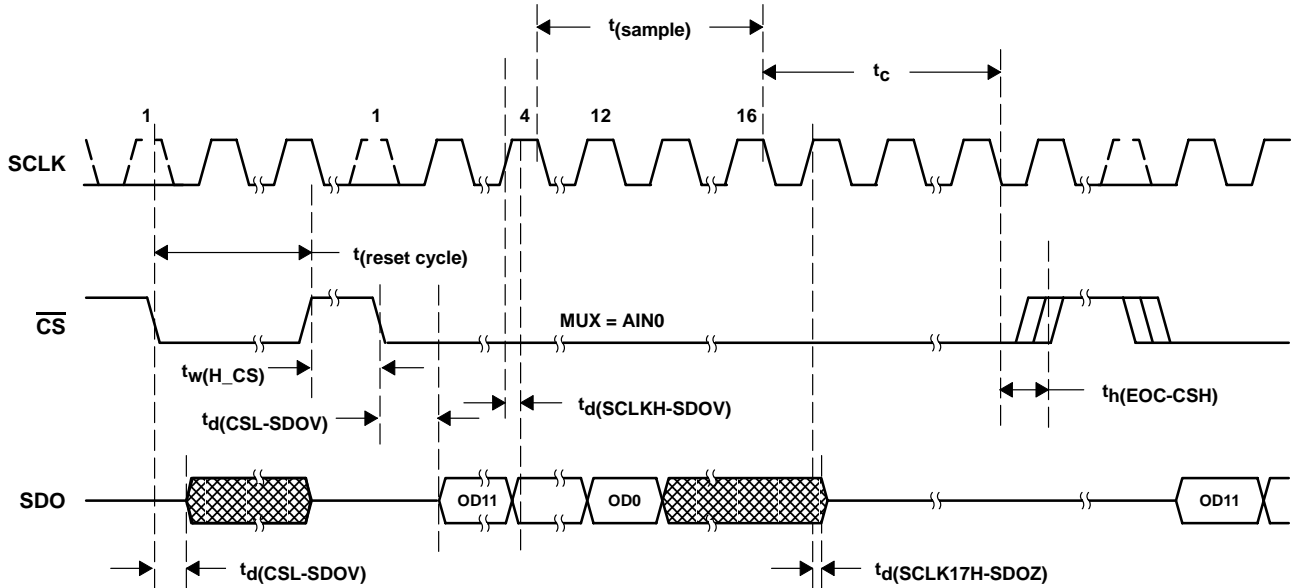 t(sample)
tc
1
1
4
12
16
SCLK
t(reset cycle)
CS
MUX = AIN0
tw(H_CS)
th(EOC-CSH)
td(CSL-SDOV)
td(SCLKH-SDOV)
SDO
OD11
OD0
OD11
td(CSL-SDOV)
td(SCLK17H-SDOZ)